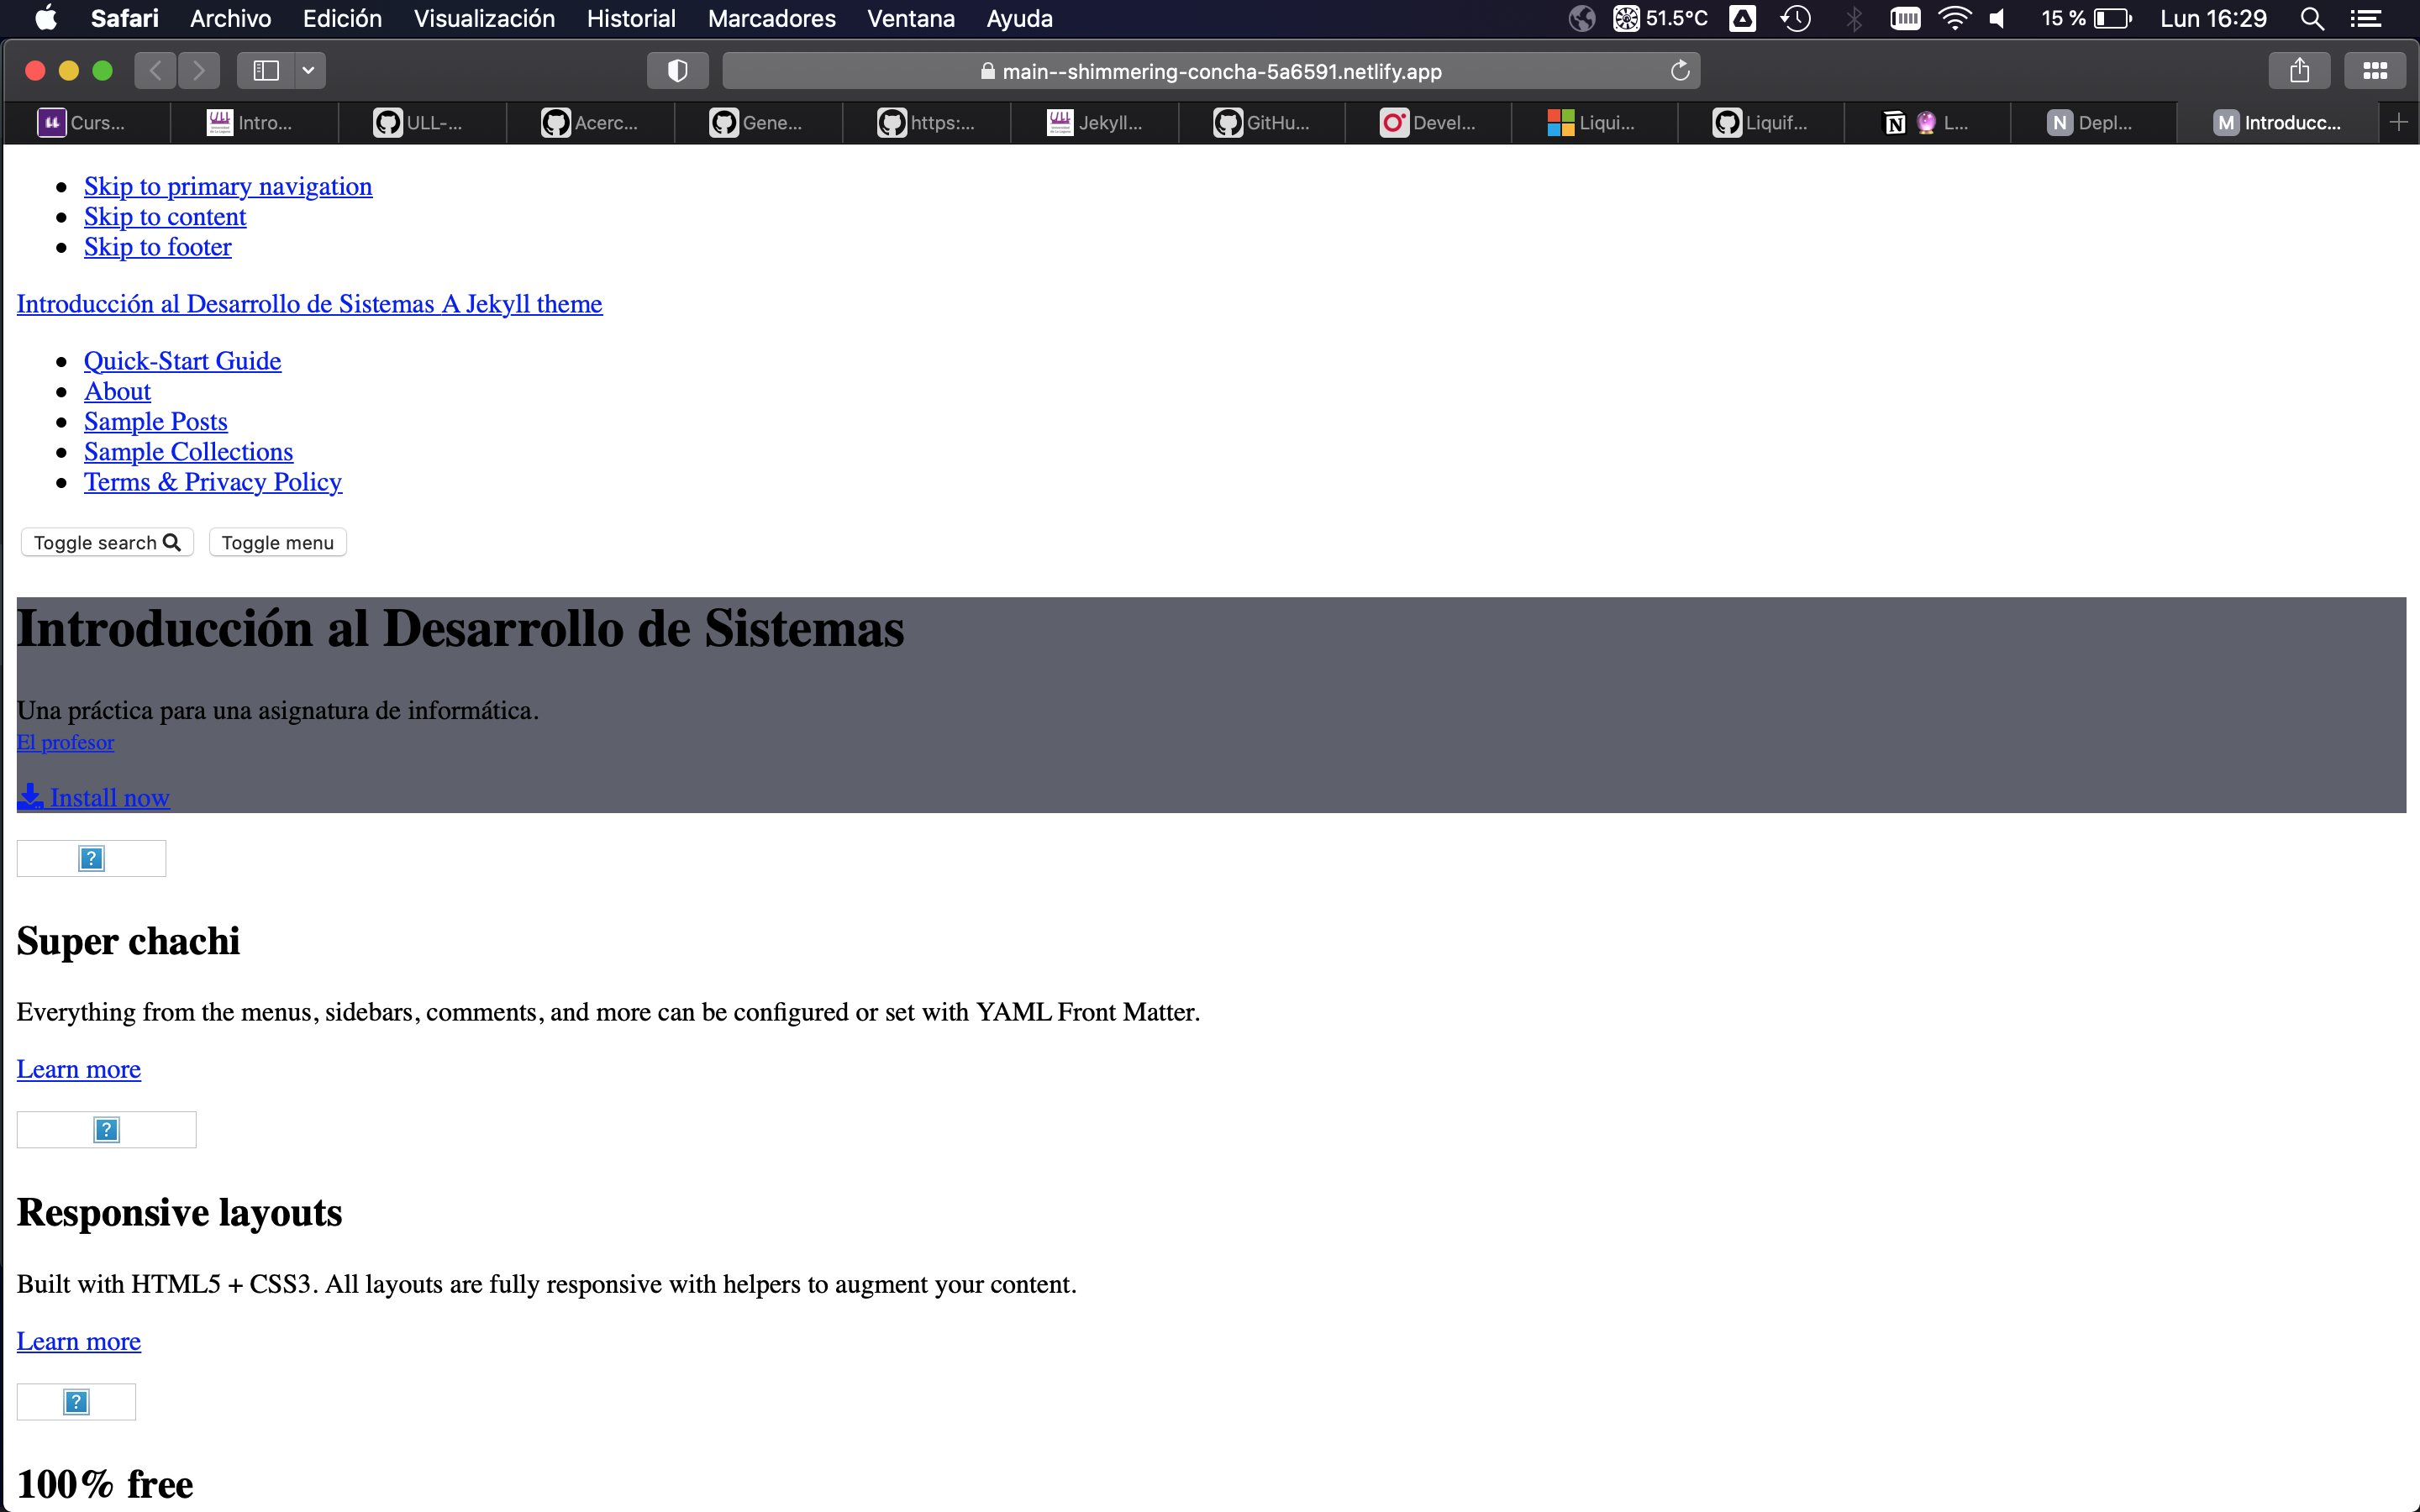 Safari Archivo Edición Visualización Historial Marcadores Ventana Ayuda 51.5°C 15 % Lun 16:29
main--shimmering-concha-5a6591.netlify.app
Curs... Intro... ULL-... Acerc... Gene... https:... Jekyll... GitHu... Devel... Liqui... Liquif... L... Depl... Introducc...
Skip to primary navigation
Skip to content
Skip to footer
Introducción al Desarrollo de Sistemas A Jekyll theme
Quick-Start Guide
About
Sample Posts
Sample Collections
Terms & Privacy Policy
Toggle search Toggle menu
Introducción al Desarrollo de Sistemas
Una práctica para una asignatura de informática.
El profesor
Install now
Super chachi
Everything from the menus, sidebars, comments, and more can be configured or set with YAML Front Matter.
Learn more
Responsive layouts
Built with HTML5 + CSS3. All layouts are fully responsive with helpers to augment your content.
Learn more
100% free